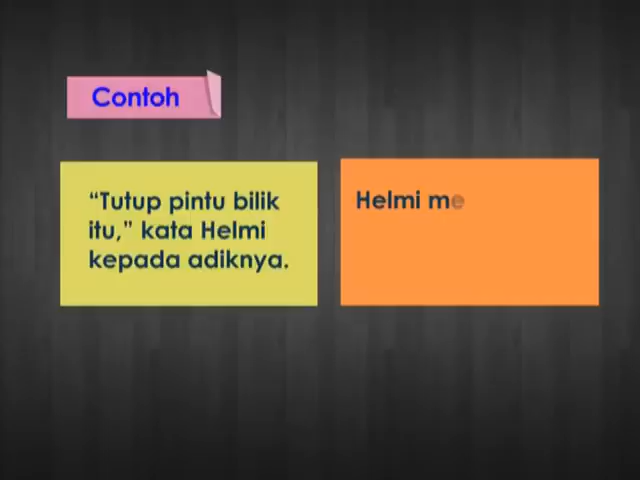 Contoh
“Tutup pintu bilik
itu,” kata Helmi
kepada adiknya.
Helmi me